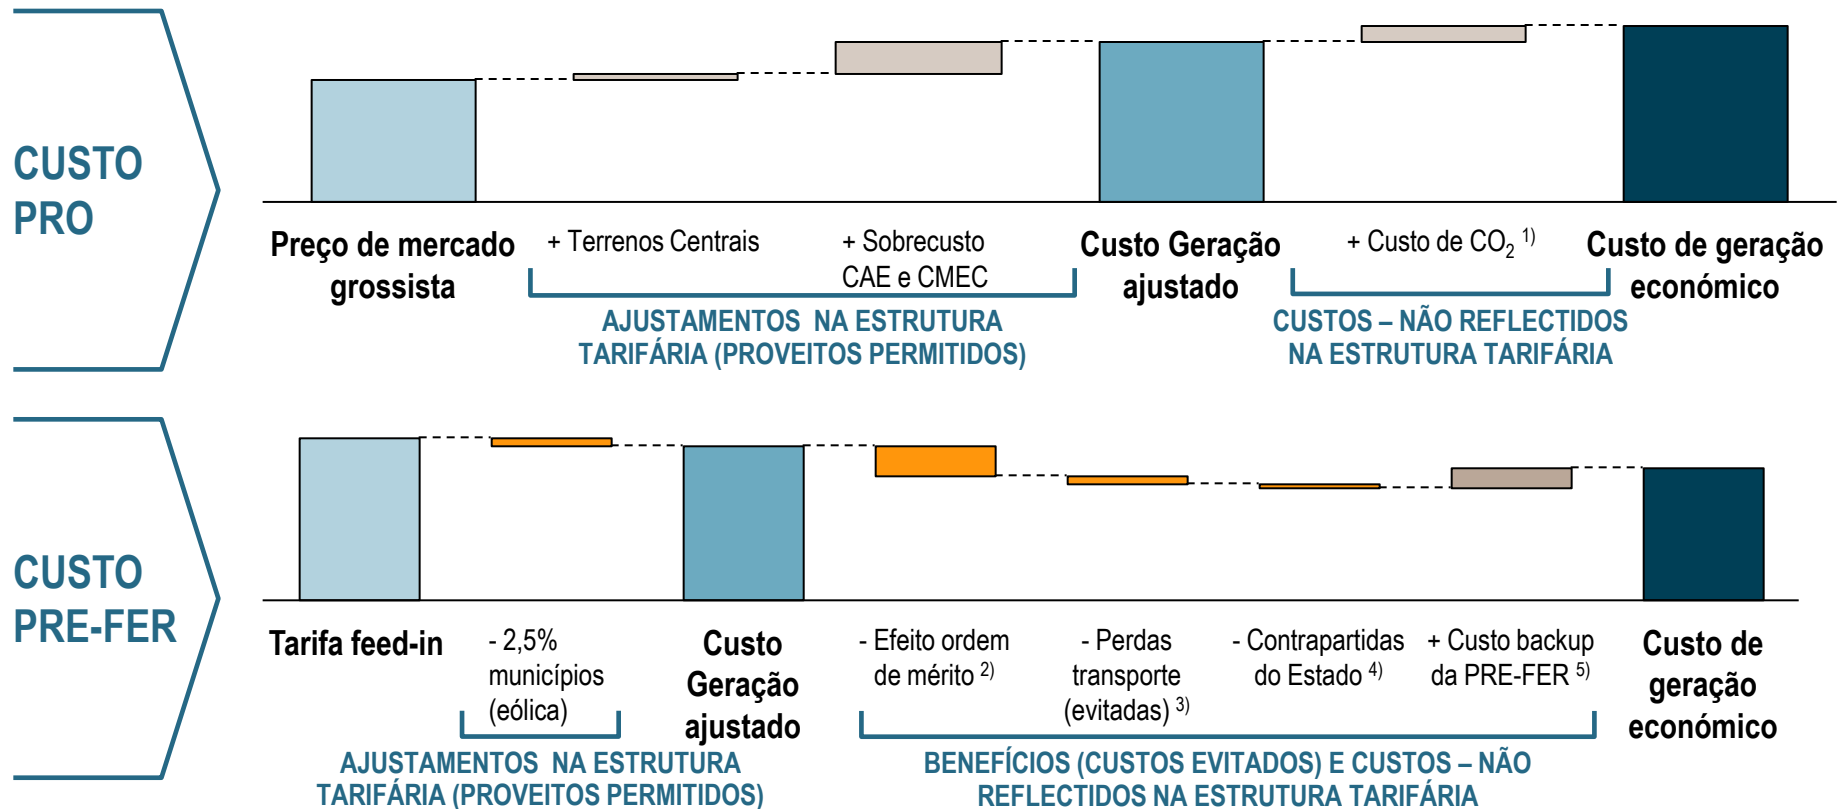 CUSTO
PRO
Preço de mercado
grossista
+ Terrenos Centrais
+ Sobrecusto
CAE e CMEC
Custo Geração
ajustado
+ Custo de CO₂ ¹⁾
Custo de geração
económico
AJUSTAMENTOS NA ESTRUTURA
TARIFÁRIA (PROVEITOS PERMITIDOS)
CUSTOS – NÃO REFLECTIDOS
NA ESTRUTURA TARIFÁRIA
CUSTO
PRE-FER
Tarifa feed-in
- 2,5%
municípios
(eólica)
Custo
Geração
ajustado
- Efeito ordem
de mérito ²⁾
- Perdas
transporte
(evitadas) ³⁾
- Contrapartidas
do Estado ⁴⁾
+ Custo backup
da PRE-FER ⁵⁾
Custo de
geração
económico
AJUSTAMENTOS NA ESTRUTURA
TARIFÁRIA (PROVEITOS PERMITIDOS)
BENEFÍCIOS (CUSTOS EVITADOS) E CUSTOS – NÃO
REFLECTIDOS NA ESTRUTURA TARIFÁRIA